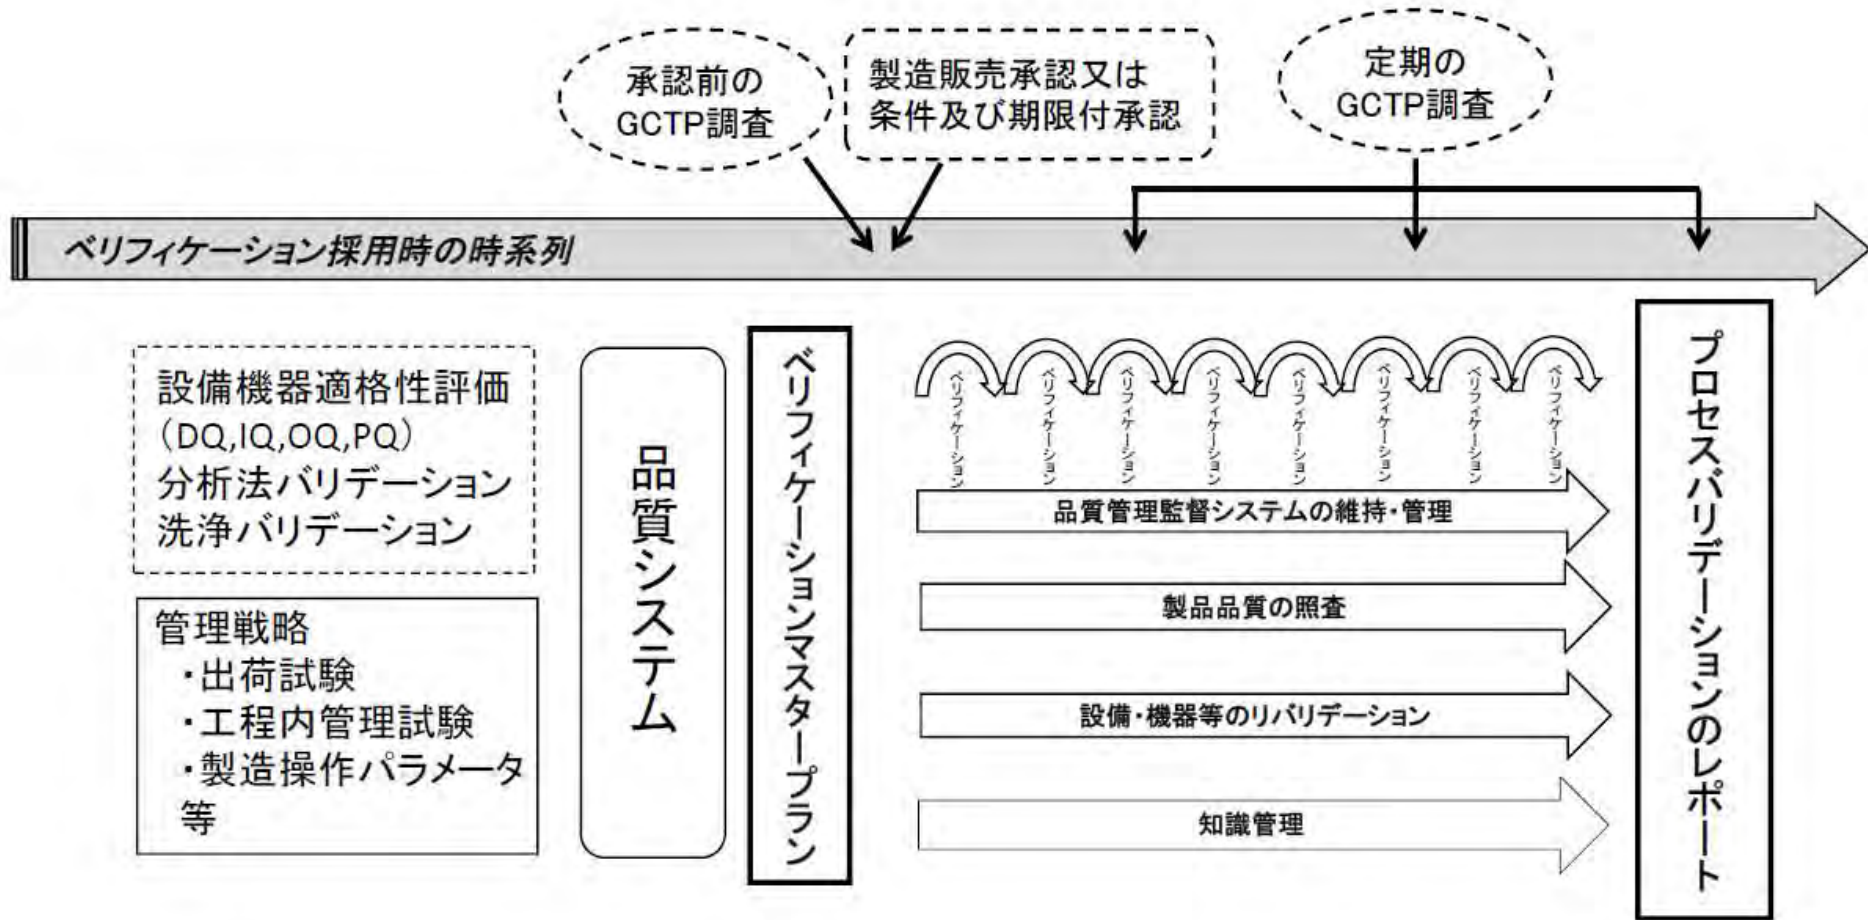 承認前の
GCTP調査
製造販売承認又は
条件及び期限付承認
定期の
GCTP調査
ベリフィケーション採用時の時系列
設備機器適格性評価
（DQ,IQ,OQ,PQ）
分析法バリデーション
洗浄バリデーション
管理戦略
・出荷試験
・工程内管理試験
・製造操作パラメータ
等
品質システム
ベリフィケーションマスタープラン
ベリフィケーション
ベリフィケーション
ベリフィケーション
ベリフィケーション
ベリフィケーション
ベリフィケーション
ベリフィケーション
ベリフィケーション
品質管理監督システムの維持・管理
製品品質の照査
設備・機器等のリバリデーション
知識管理
プロセスバリデーションのレポート